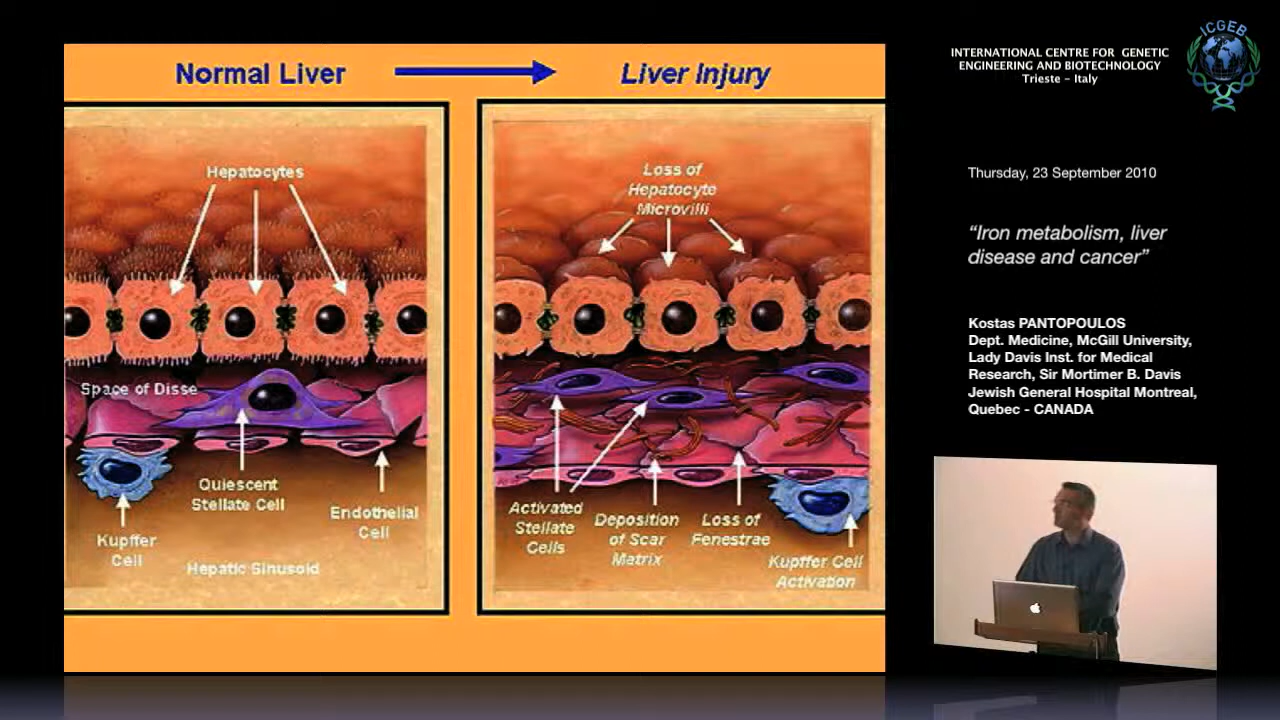 Normal Liver
Liver Injury
Hepatocytes
Space of Disse
Quiescent
Stellate Cell
Endothelial
Cell
Kupffer
Cell
Hepatic Sinusoid
Loss of
Hepatocyte
Microvilli
Activated
Stellate
Cells
Deposition
of Scar
Matrix
Loss of
Fenestrae
Kupffer Cell
Activation
INTERNATIONAL CENTRE FOR GENETIC
ENGINEERING AND BIOTECHNOLOGY
Trieste - Italy
ICGEB
Thursday, 23 September 2010
“Iron metabolism, liver
disease and cancer”
Kostas PANTOPOULOS
Dept. Medicine, McGill University,
Lady Davis Inst. for Medical
Research, Sir Mortimer B. Davis
Jewish General Hospital Montreal,
Quebec - CANADA